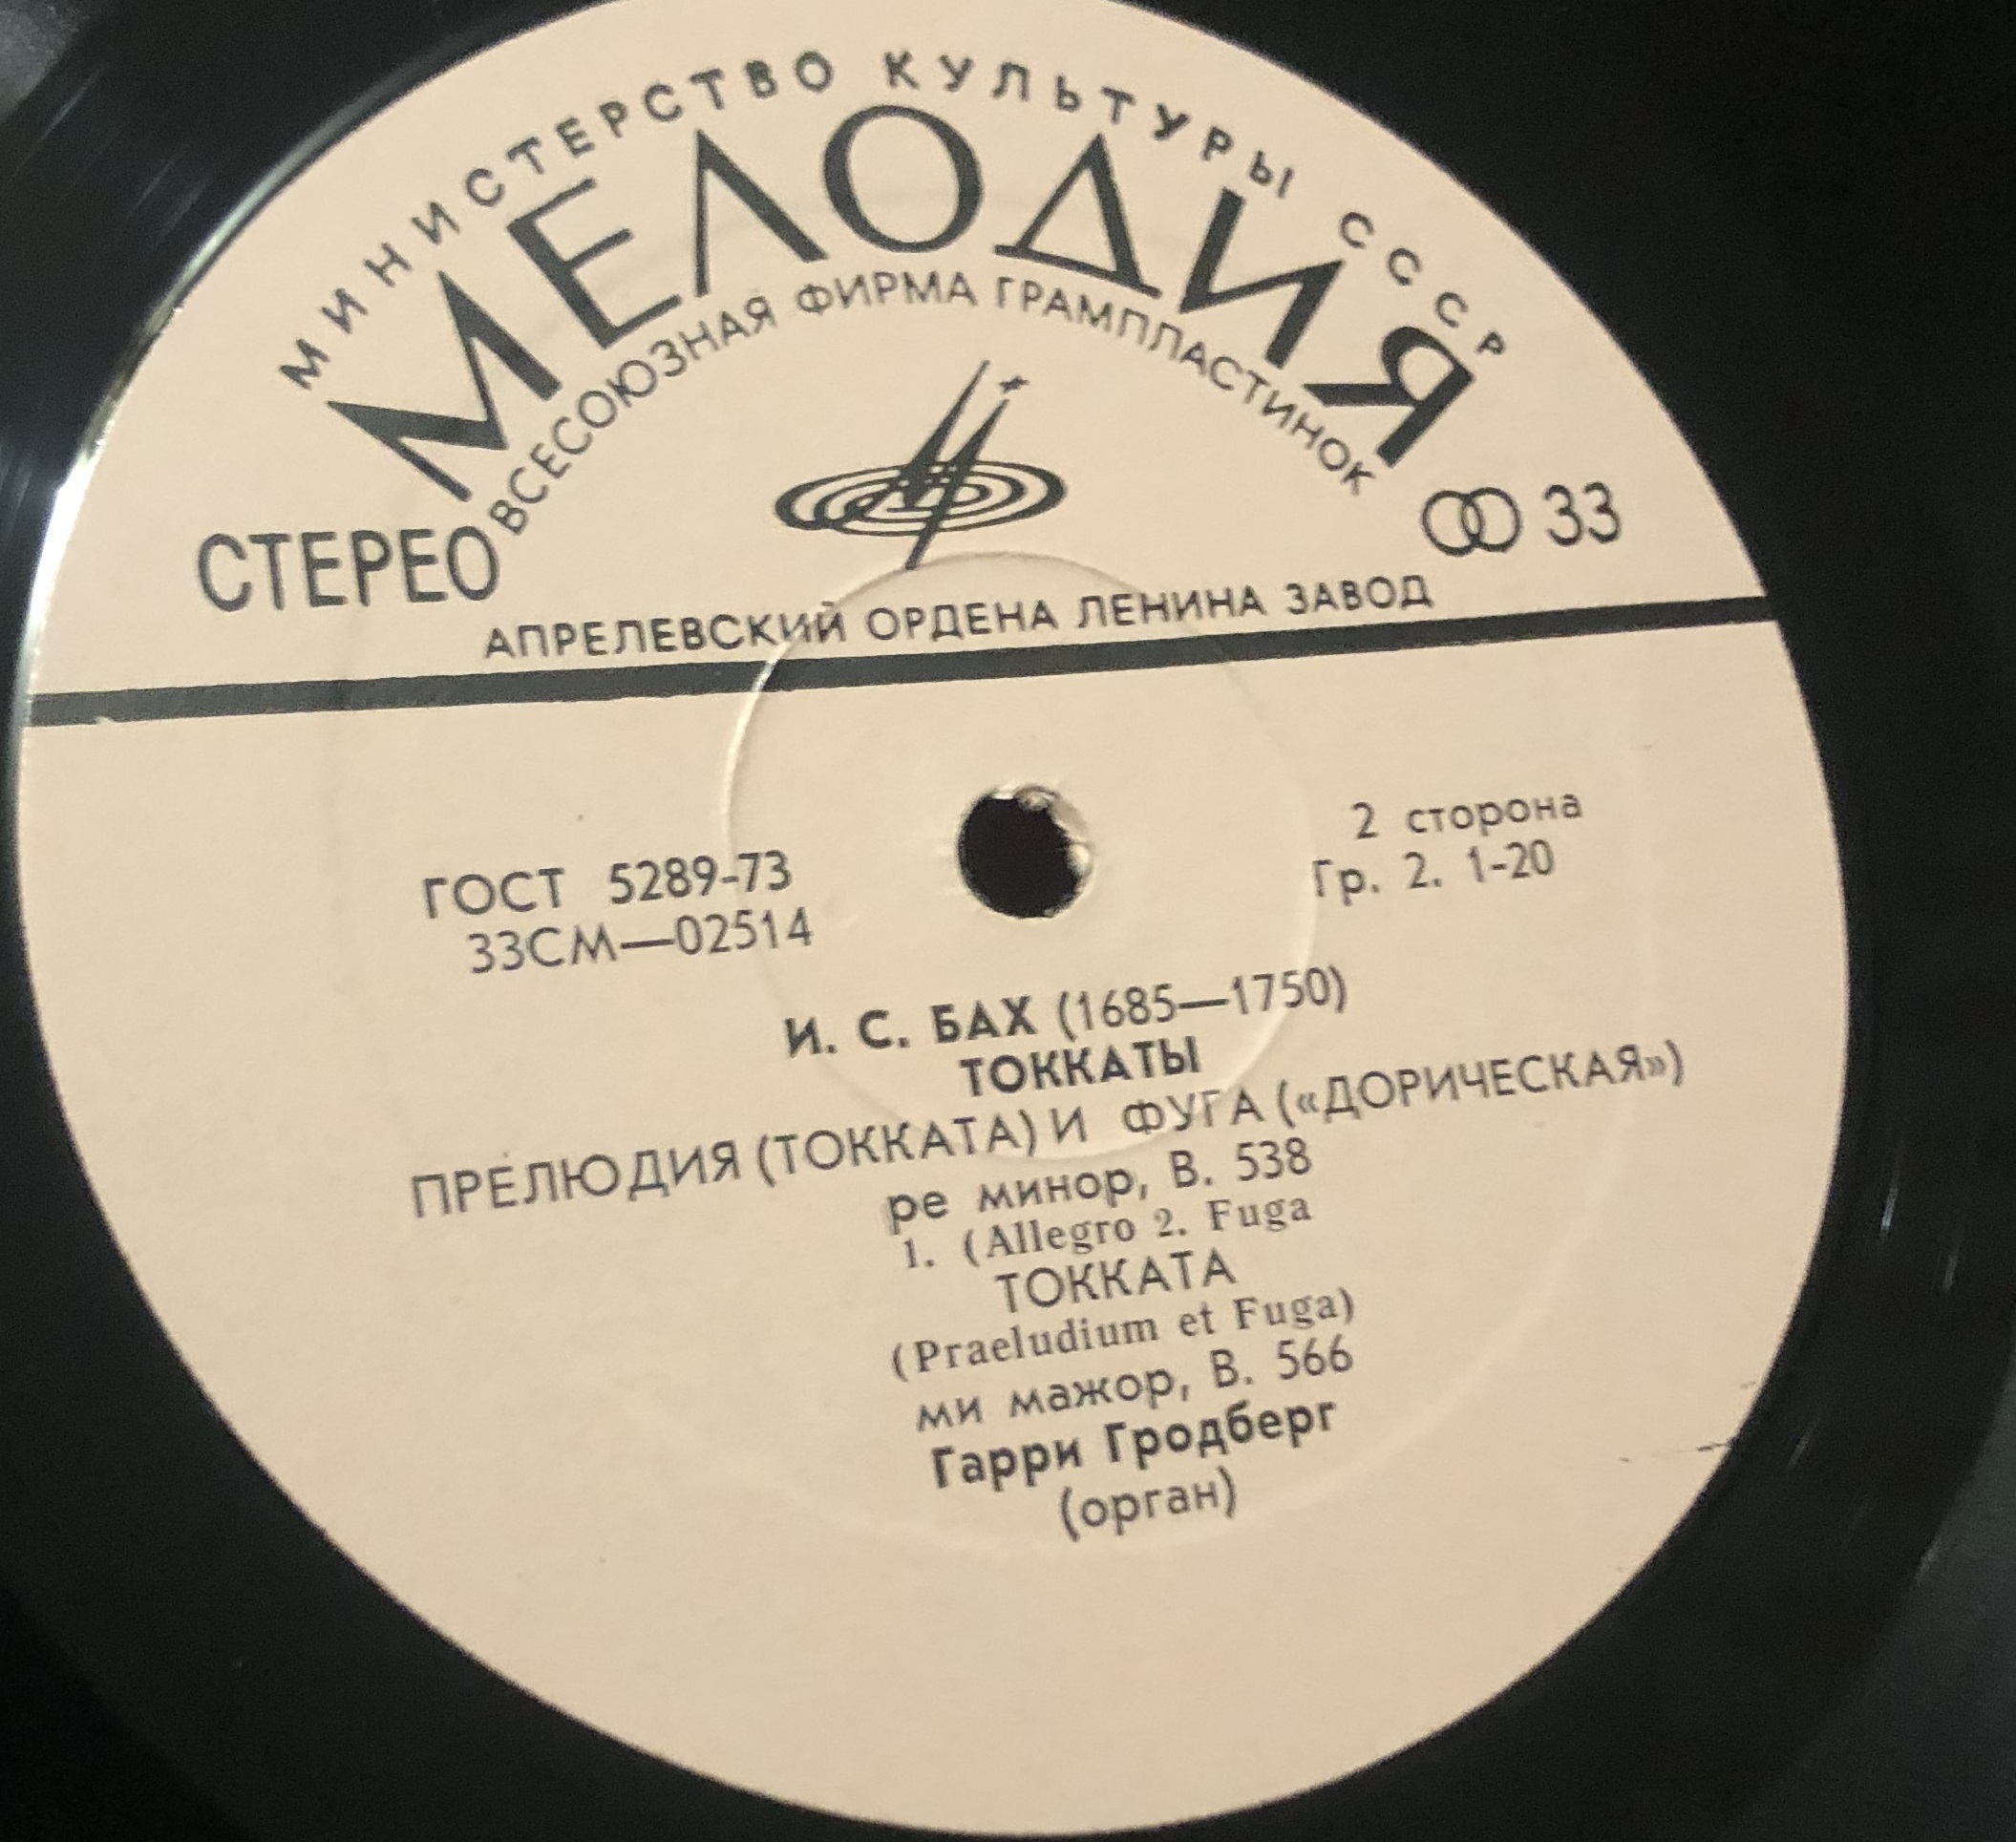 МИНИСТЕРСТВО КУЛЬТУРЫ СССР
МЕЛОДИЯ
ВСЕСОЮЗНАЯ ФИРМА ГРАМПЛАСТИНОК
СТЕРЕО
33
АПРЕЛЕВСКИЙ ОРДЕНА ЛЕНИНА ЗАВОД
ГОСТ 5289-73
33СМ—02514
2 сторона
Гр. 2. 1-20
И. С. БАХ (1685—1750)
ТОККАТЫ
ПРЕЛЮДИЯ (ТОККАТА) И ФУГА («ДОРИЧЕСКАЯ»)
ре минор, В. 538
1. (Allegro 2. Fuga
ТОККАТА
(Praeludium et Fuga)
ми мажор, В. 566
Гарри Гродберг
(орган)